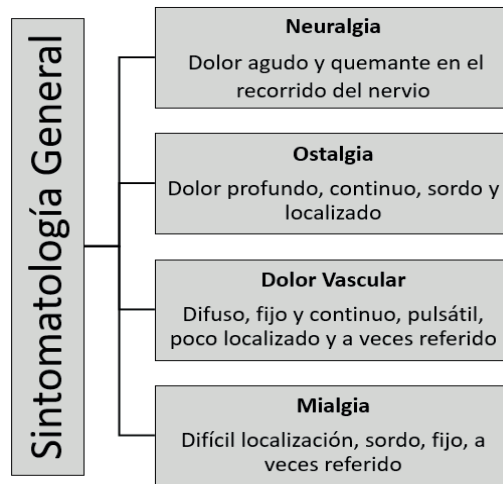 Sintomatología General
Neuralgia
Dolor agudo y quemante en el
recorrido del nervio
Ostalgia
Dolor profundo, continuo, sordo y
localizado
Dolor Vascular
Difuso, fijo y continuo, pulsátil,
poco localizado y a veces referido
Mialgia
Difícil localización, sordo, fijo, a
veces referido